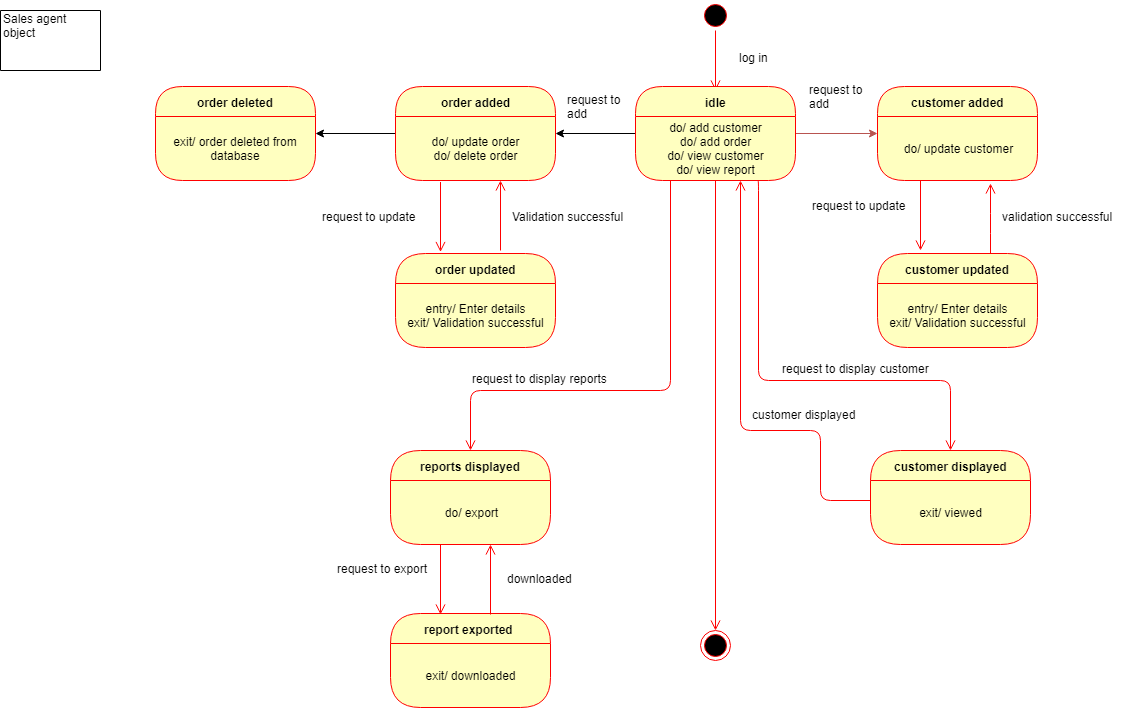 Sales agent
object
log in
order deleted
exit/ order deleted from
database
order added
do/ update order
do/ delete order
request to
add
idle
do/ add customer
do/ add order
do/ view customer
do/ view report
request to
add
customer added
do/ update customer
request to update
Validation successful
request to update
validation successful
order updated
entry/ Enter details
exit/ Validation successful
customer updated
entry/ Enter details
exit/ Validation successful
request to display reports
request to display customer
customer displayed
reports displayed
do/ export
customer displayed
exit/ viewed
request to export
downloaded
report exported
exit/ downloaded